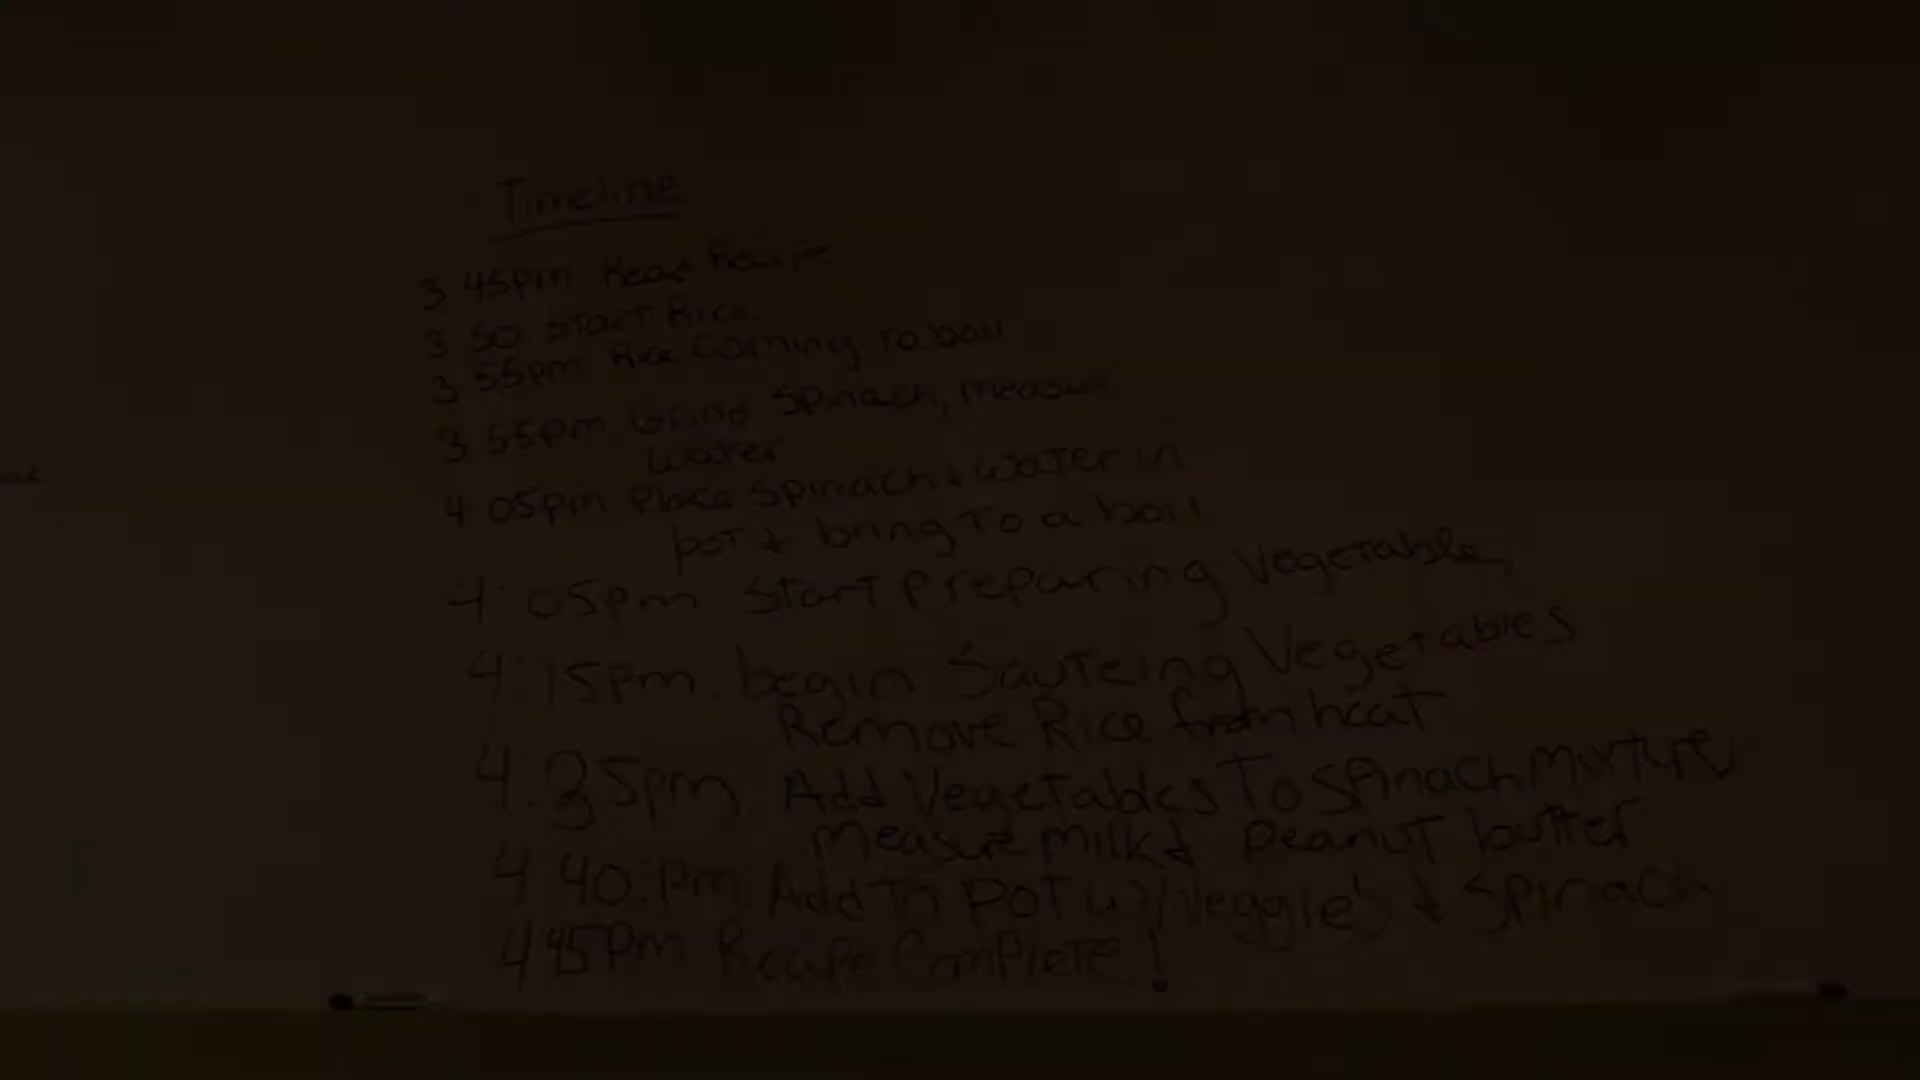 Timeline
3 45pm Read Recipe
3 50 Start Rice
3 55pm Rice Coming To boil
3 55pm Grind Spinach, measure
Water
4 05pm Place Spinach & Water in
pot & bring To a boil
4:05pm Start preparing Vegetables
4:15pm begin Sauteing Vegetables
Remove Rice from heat
4:35pm Add Vegetables To Spinach Mixture
measure milk & peanut butter
4 40:pm Add To pot w/Veggie's & Spinach
4 45pm Recipe Complete!